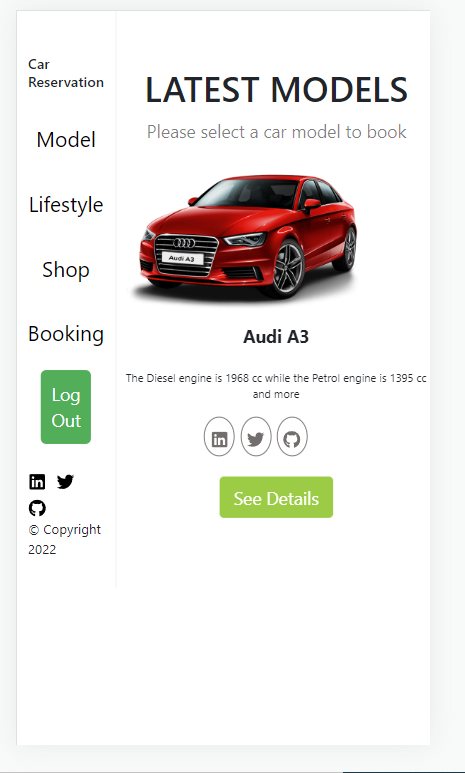 Car
Reservation
Model
Lifestyle
Shop
Booking
Log
Out
© Copyright
2022
LATEST MODELS
Please select a car model to book
Audi A3
Audi A3
The Diesel engine is 1968 cc while the Petrol engine is 1395 cc
and more
See Details